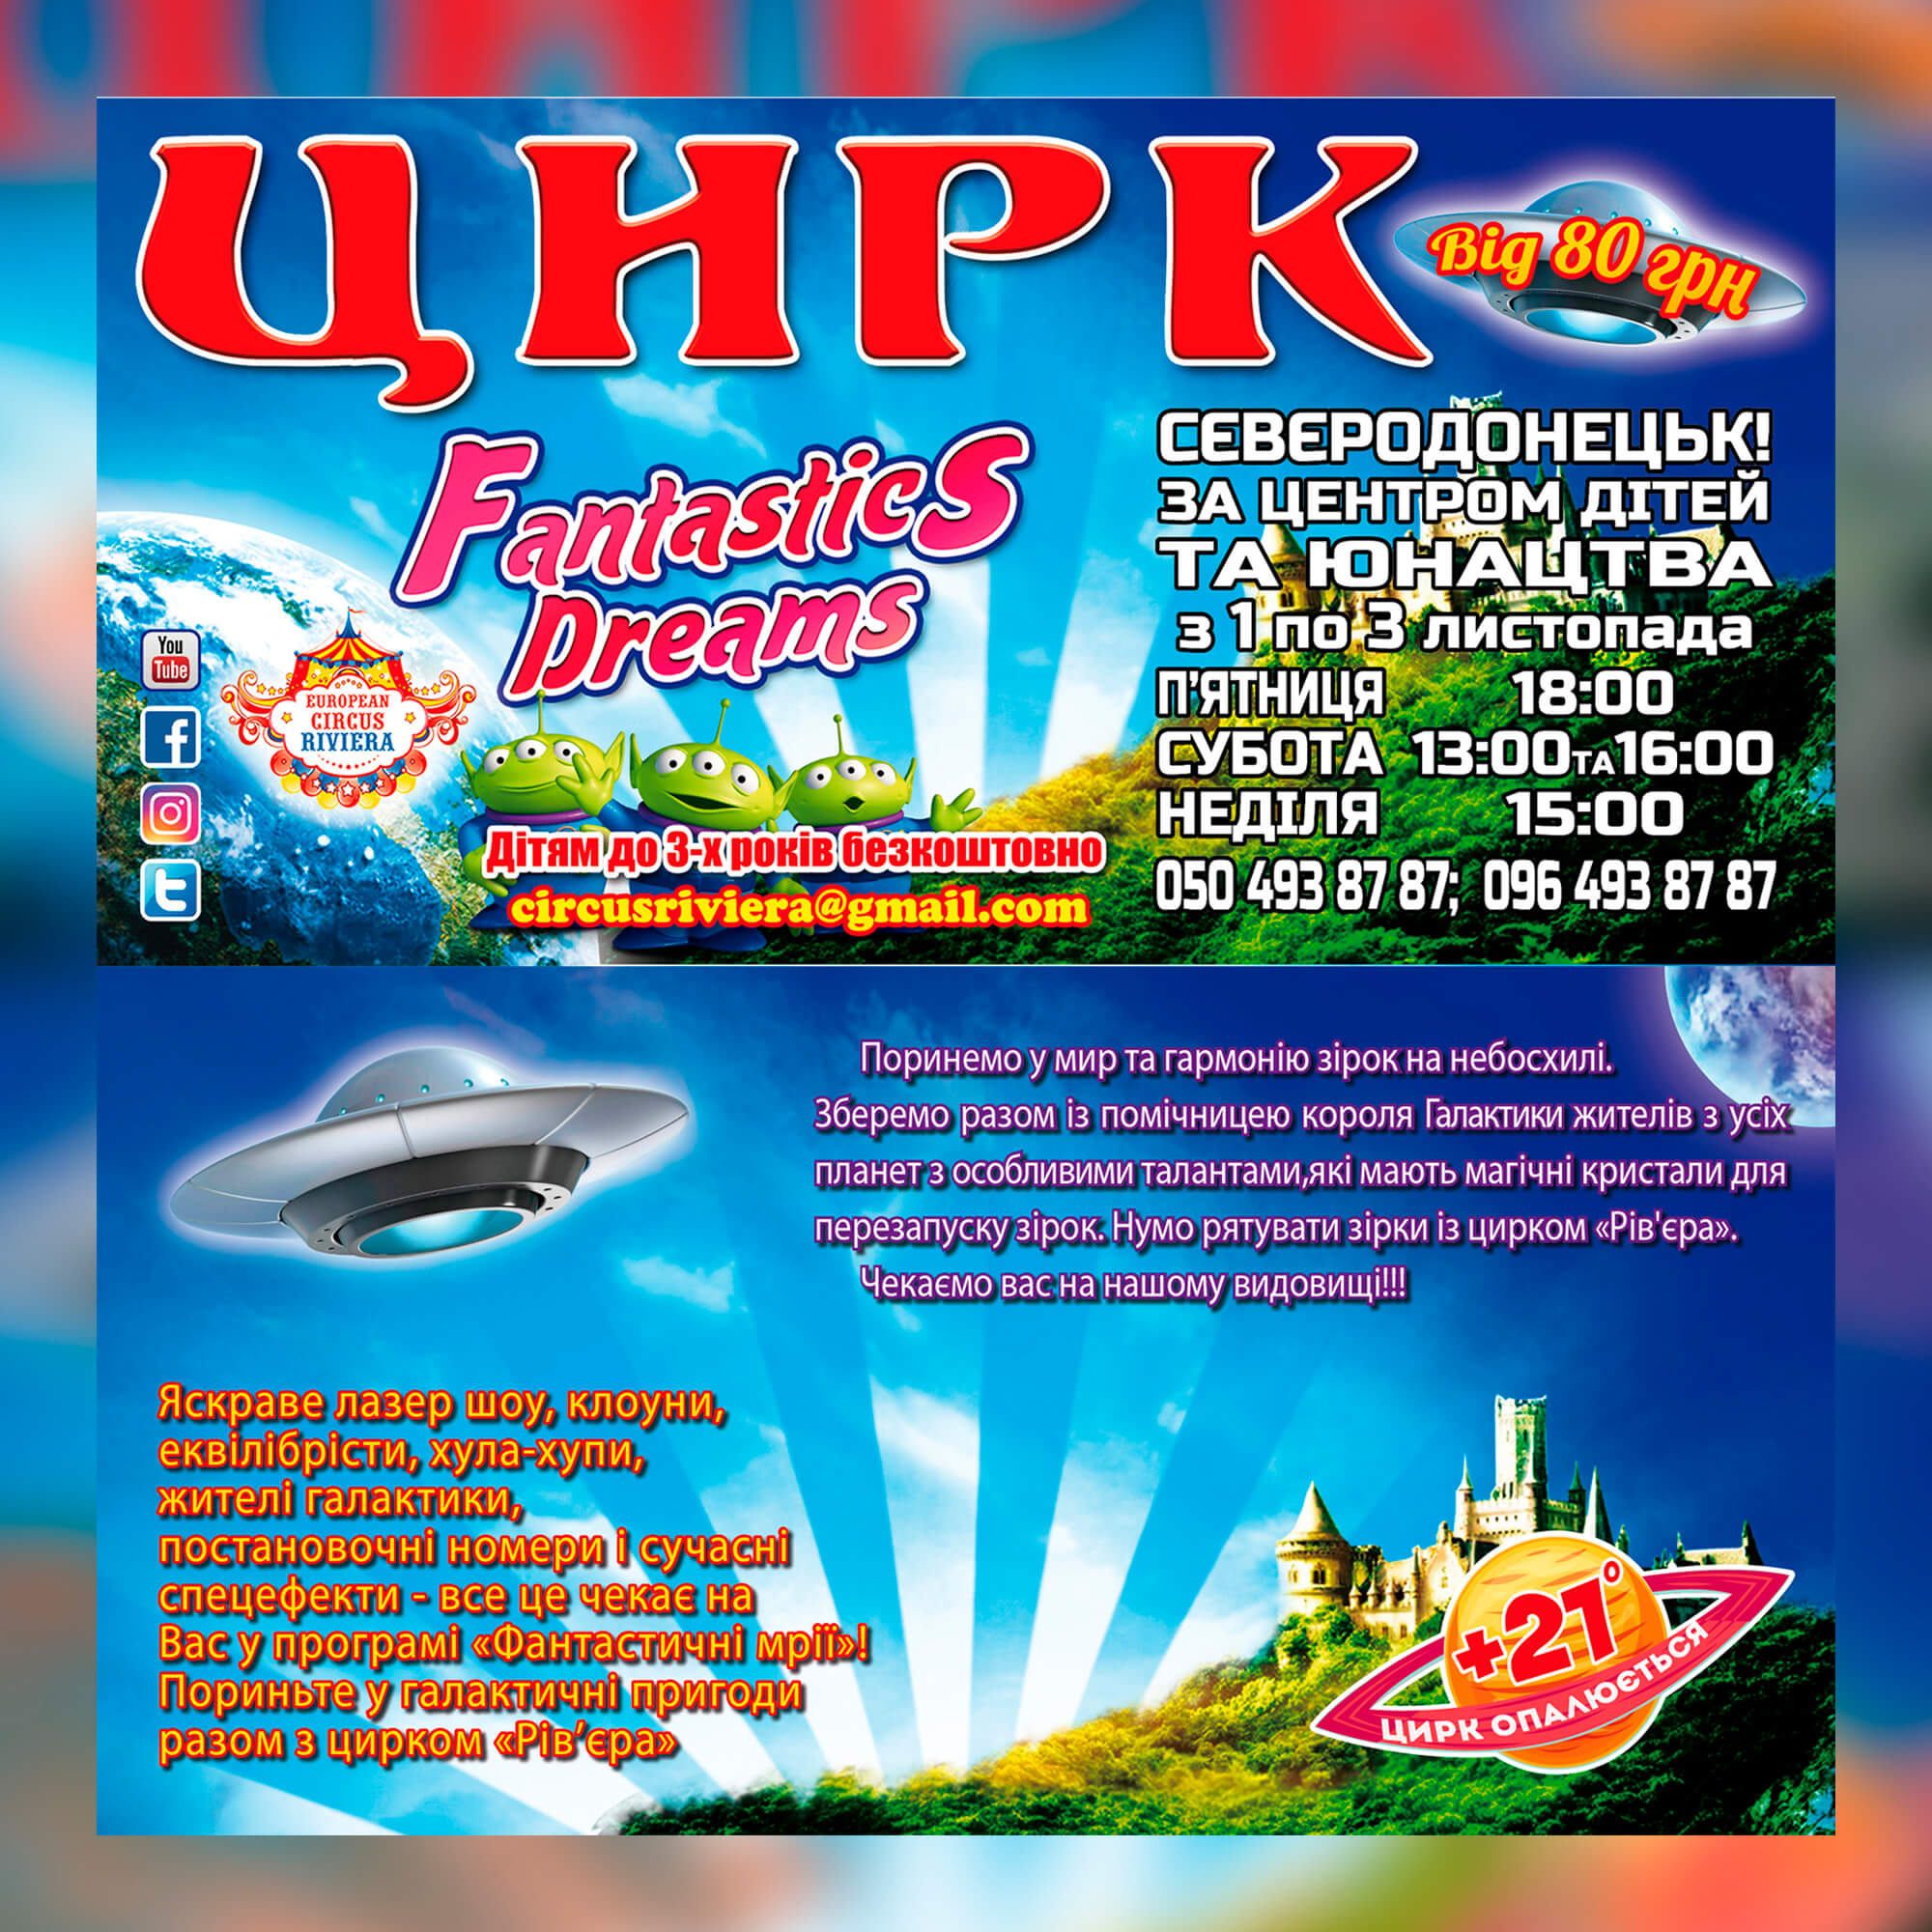 ЦИРК
Від 80 грн
FantasticS
Dreams
СЄВЄРОДОНЕЦЬК!
ЗА ЦЕНТРОМ ДІТЕЙ
ТА ЮНАЦТВА
з 1 по 3 листопада
П'ЯТНИЦЯ 18:00
СУБОТА 13:00 ТА 16:00
НЕДІЛЯ 15:00
050 493 87 87; 096 493 87 87
You
Tube
EUROPEAN
CIRCUS
RIVIERA
Дітям до 3-х років безкоштовно
circusriviera@gmail.com
Поринемо у мир та гармонію зірок на небосхилі.
Зберемо разом із помічницею короля Галактики жителів з усіх
планет з особливими талантами,які мають магічні кристали для
перезапуску зірок. Нумо рятувати зірки із цирком «Рів'єра».
Чекаємо вас на нашому видовищі!!!
Яскраве лазер шоу, клоуни,
еквілібрісти, хула-хупи,
жителі галактики,
постановочні номери і сучасні
спецефекти - все це чекає на
Вас у програмі «Фантастичні мрії»!
Пориньте у галактичні пригоди
разом з цирком «Рів’єра»
+21°
ЦИРК ОПАЛЮЄТЬСЯ